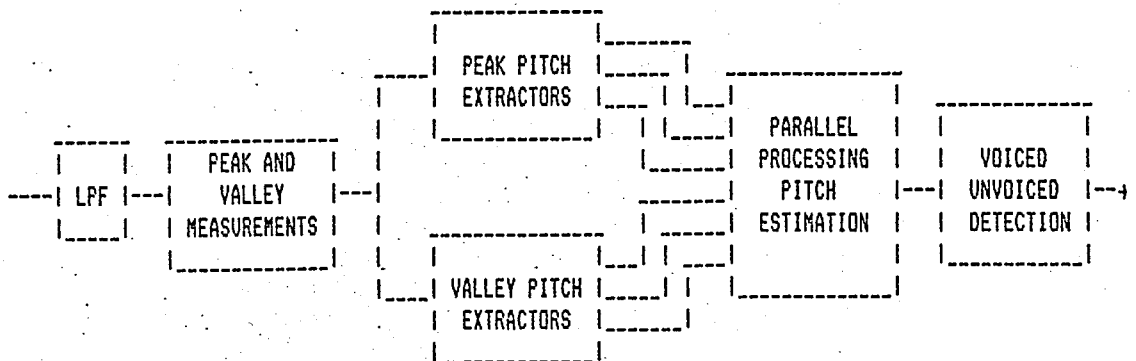 PEAK PITCH
EXTRACTORS
LPF
PEAK AND
VALLEY
MEASUREMENTS
PARALLEL
PROCESSING
PITCH
ESTIMATION
VOICED
UNVOICED
DETECTION
VALLEY PITCH
EXTRACTORS